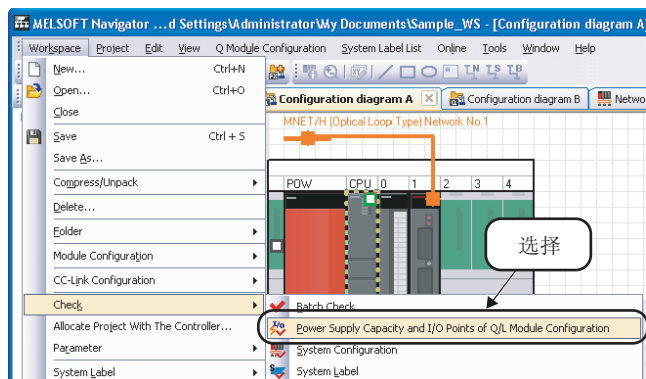 MELSOFT Navigator ...d Settings\Administrator\My Documents\Sample_WS - [Configuration diagram A]
Workspace Project Edit View Q Module Configuration System Label List Online Tools Window Help
New... Ctrl+N
Open... Ctrl+O
Close
Save Ctrl + S
Save As...
Compress/Unpack
Delete...
Folder
Module Configuration
CC-Link Configuration
Check
Allocate Project With The Controller...
Parameter
System Label
Configuration diagram A Configuration diagram B Netwo
MNET/H (Optical Loop Type) Network No.1
POW CPU 0 1 2 3 4
选择
Batch Check
Power Supply Capacity and I/O Points of Q/L Module Configuration
System Configuration
System Label